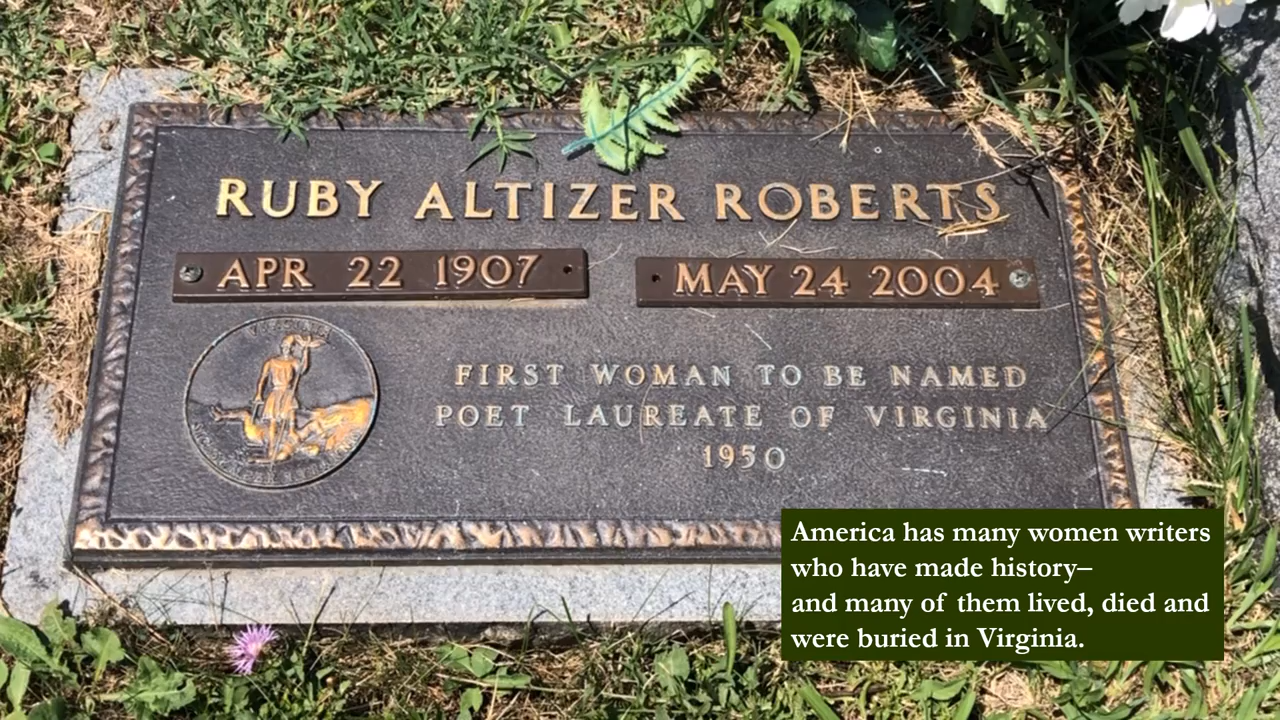 RUBY ALTIZER ROBERTS
APR 22 1907
MAY 24 2004
VIRGINIA
FIRST WOMAN TO BE NAMED
POET LAUREATE OF VIRGINIA
1950
America has many women writers
who have made history–
and many of them lived, died and
were buried in Virginia.